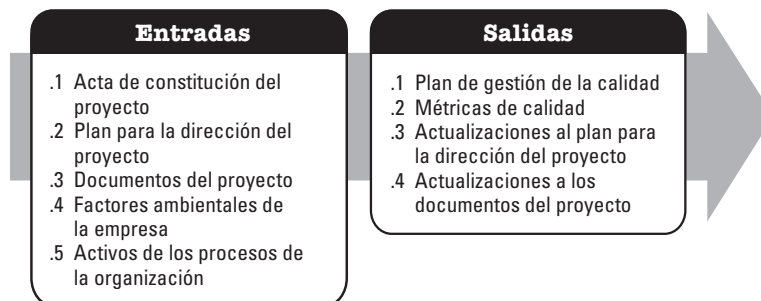 Entradas
.1 Acta de constitución del
proyecto
.2 Plan para la dirección del
proyecto
.3 Documentos del proyecto
.4 Factores ambientales de
la empresa
.5 Activos de los procesos de
la organización
Salidas
.1 Plan de gestión de la calidad
.2 Métricas de calidad
.3 Actualizaciones al plan para
la dirección del proyecto
.4 Actualizaciones a los
documentos del proyecto